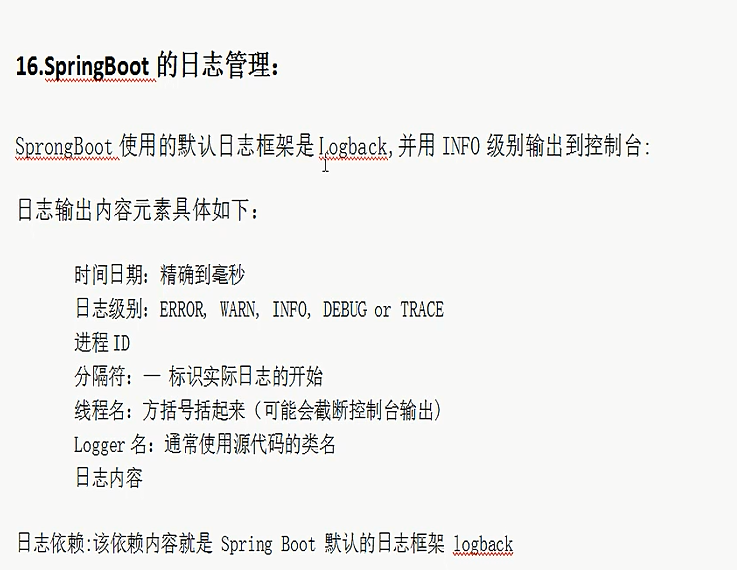 16.SpringBoot 的日志管理：
SprongBoot 使用的默认日志框架是 Logback,并用 INFO 级别输出到控制台:
日志输出内容元素具体如下：
时间日期：精确到毫秒
日志级别：ERROR, WARN, INFO, DEBUG or TRACE
进程 ID
分隔符：— 标识实际日志的开始
线程名：方括号括起来（可能会截断控制台输出）
Logger 名：通常使用源代码的类名
日志内容
日志依赖:该依赖内容就是 Spring Boot 默认的日志框架 logback